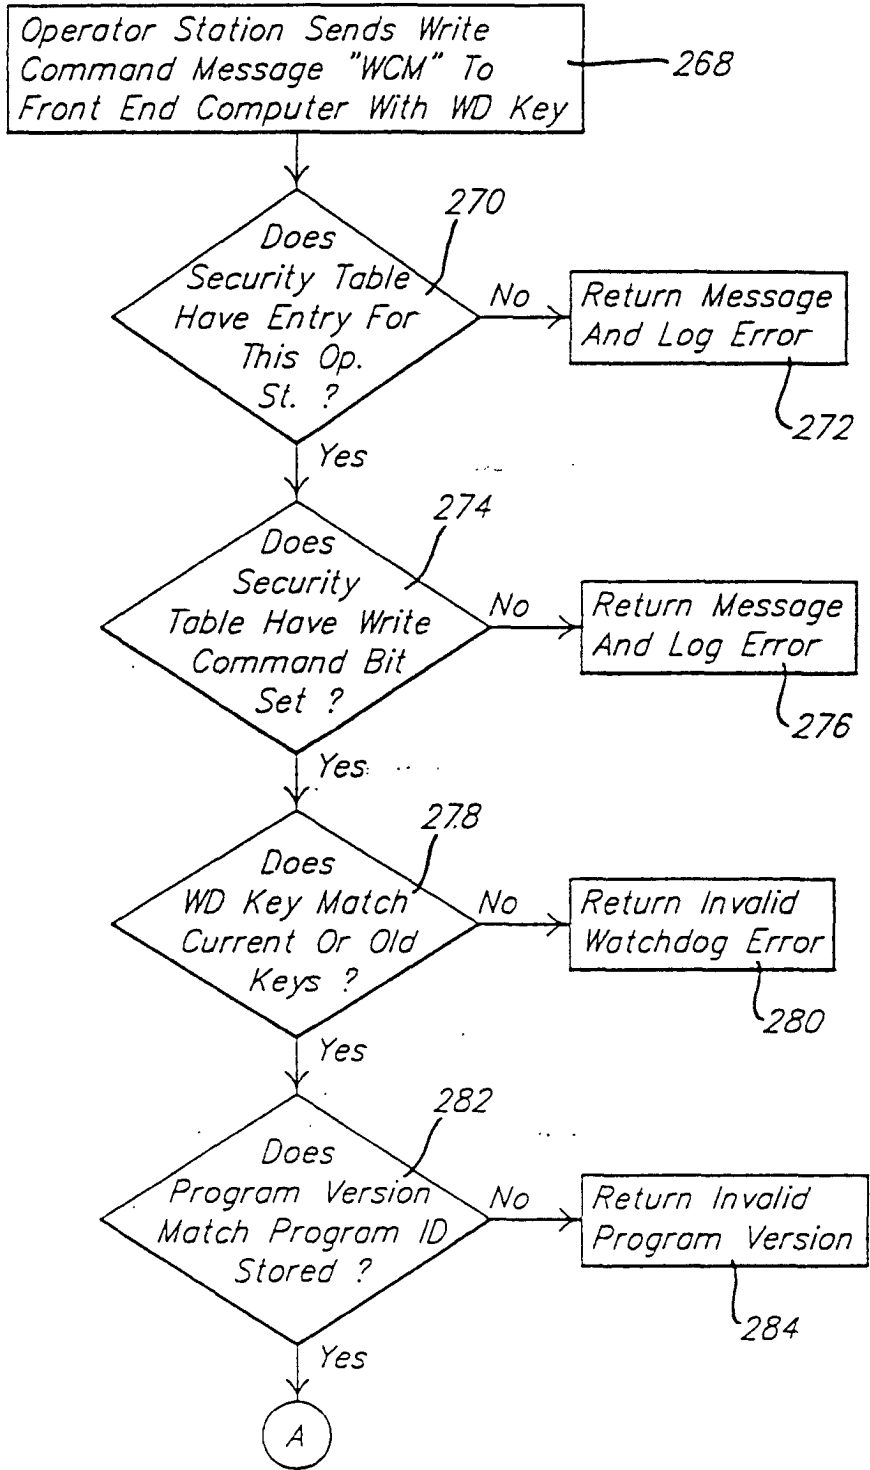 Operator Station Sends Write
Command Message "WCM" To
Front End Computer With WD Key
268
270
Does
Security Table
Have Entry For
This Op.
St. ?
No
Return Message
And Log Error
272
Yes
274
Does
Security
Table Have Write
Command Bit
Set ?
No
Return Message
And Log Error
276
Yes
278
Does
WD Key Match
Current Or Old
Keys ?
No
Return Invalid
Watchdog Error
280
Yes
282
Does
Program Version
Match Program ID
Stored ?
No
Return Invalid
Program Version
284
Yes
A